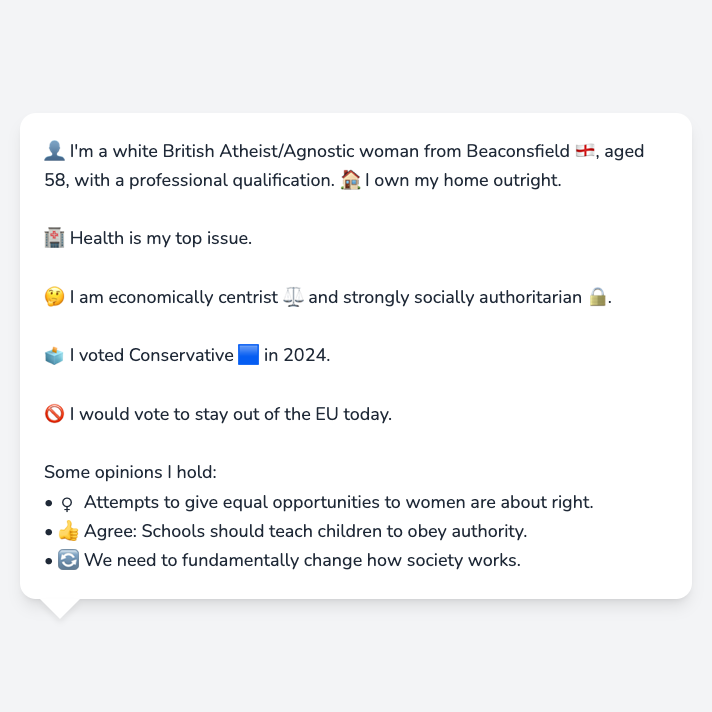 👤 I'm a white British Atheist/Agnostic woman from Beaconsfield 🏴󠁧󠁢󠁥󠁮󠁧󠁿, aged
58, with a professional qualification. 🏠 I own my home outright.
🏥 Health is my top issue.
🤔 I am economically centrist ⚖️ and strongly socially authoritarian 🔒.
🗳️ I voted Conservative 🟦 in 2024.
🚫 I would vote to stay out of the EU today.
Some opinions I hold:
• ♀ Attempts to give equal opportunities to women are about right.
• 👍 Agree: Schools should teach children to obey authority.
• 🔄 We need to fundamentally change how society works.